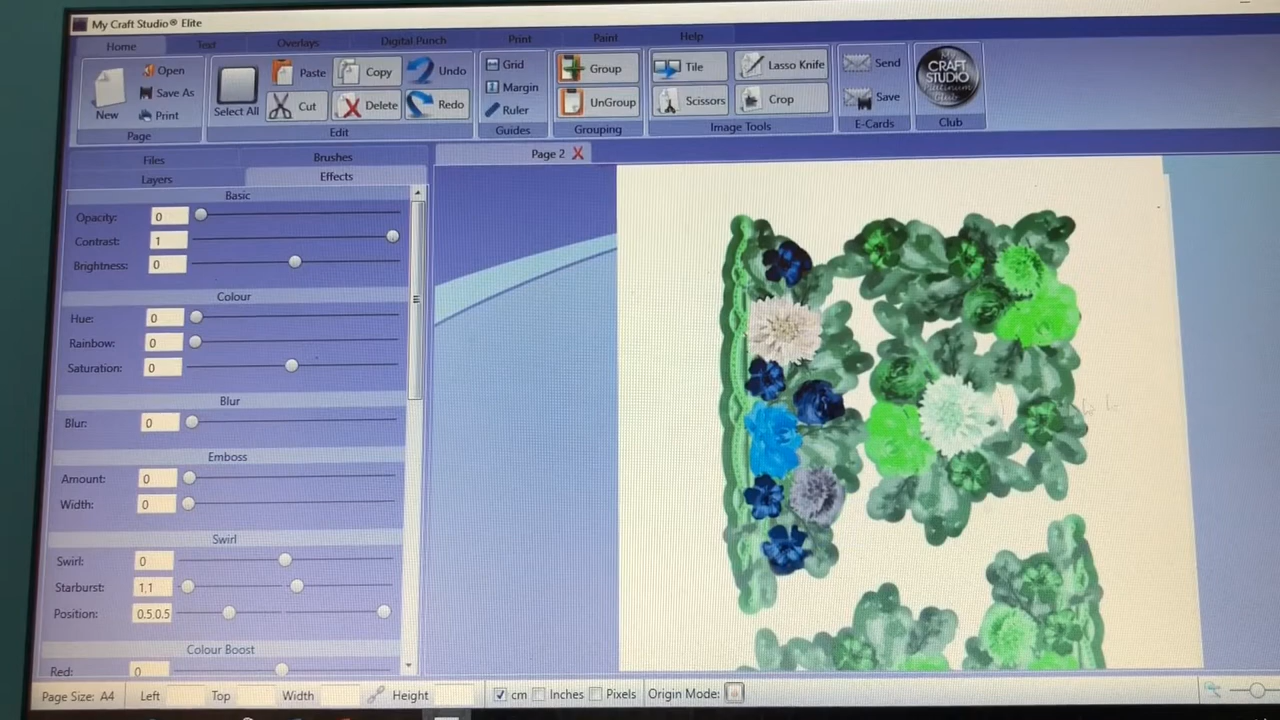 My Craft Studio® Elite
Home Text Overlays Digital Punch Print Paint Help
New
Open
Save As
Print
Page
Select All
Paste Copy Undo
Cut Delete Redo
Edit
Grid
Margin
Ruler
Guides
Group
UnGroup
Grouping
Tile Lasso Knife
Scissors Crop
Image Tools
Send
Save
E-Cards
My
CRAFT
STUDIO
Platinum
Club
Club
Files Brushes
Layers Effects
Page 2
Basic
Opacity: 0
Contrast: 1
Brightness: 0
Colour
Hue: 0
Rainbow: 0
Saturation: 0
Blur
Blur: 0
Emboss
Amount: 0
Width: 0
Swirl
Swirl: 0
Starburst: 1,1
Position: 0.5,0.5
Colour Boost
Red: 0
Page Size: A4 Left Top Width Height cm Inches Pixels Origin Mode: